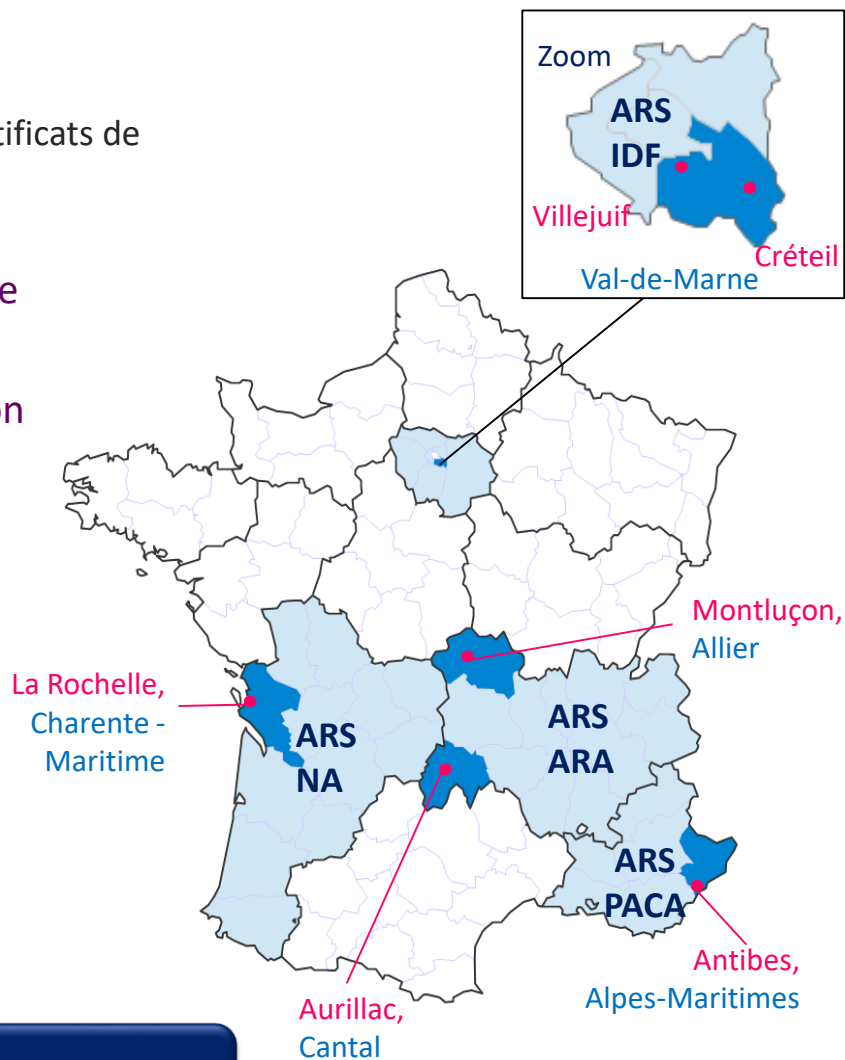 Zoom
ARS
IDF
Villejuif
Créteil
Val-de-Marne
tificats de
e
on
Montluçon,
Allier
La Rochelle,
Charente -
Maritime
ARS
NA
ARS
ARA
ARS
PACA
Antibes,
Alpes-Maritimes
Aurillac,
Cantal